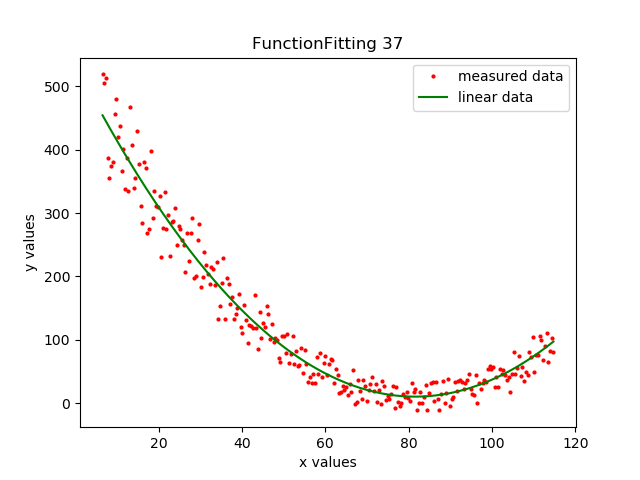 FunctionFitting 37
measured data
linear data
y values
500
400
300
200
100
0
20 40 60 80 100 120
x values